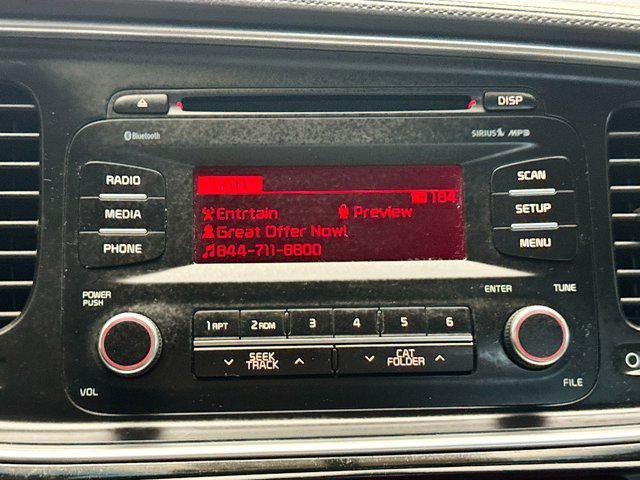 DISP
Bluetooth
SIRIUS MP3
RADIO
MEDIA
PHONE
184
Entrtain Preview
Great Offer Now!
844-711-8800
SCAN
SETUP
MENU
POWER
PUSH
VOL
1 RPT 2 RDM 3 4 5 6
SEEK
TRACK
CAT
FOLDER
ENTER TUNE
FILE